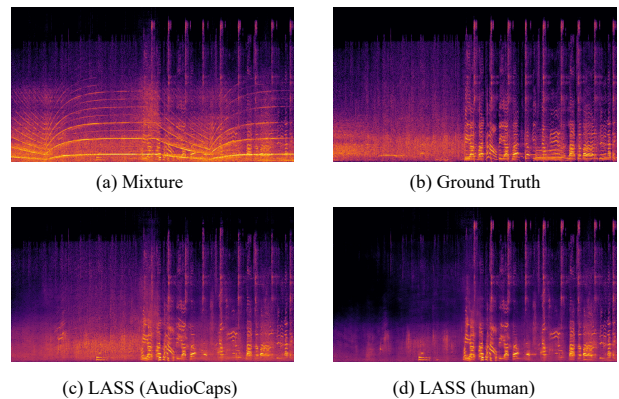 (a) Mixture
(b) Ground Truth
(c) LASS (AudioCaps)
(d) LASS (human)